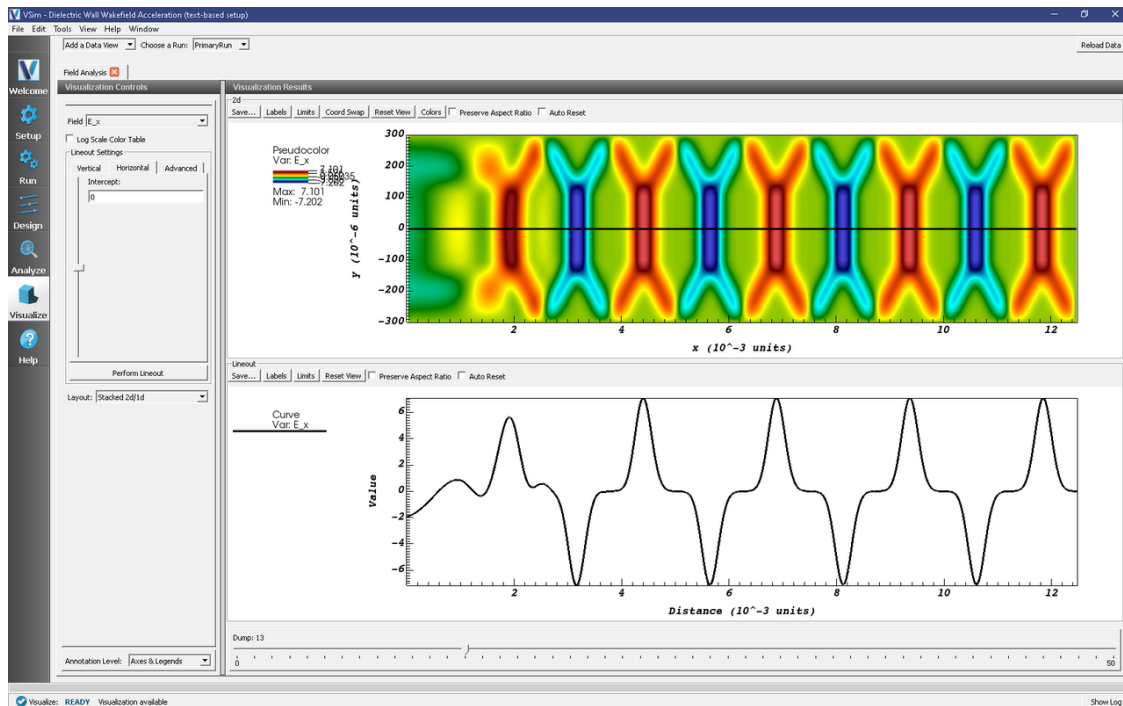 VSim - Dielectric Wall Wakefield Acceleration (text-based setup)
File Edit Tools View Help Window
Add a Data View Choose a Run: PrimaryRun Reload Data
Welcome
Setup
Run
Design
Analyze
Visualize
Help
Field Analysis
Visualization Controls
Field E_x
Log Scale Color Table
Lineout Settings
Vertical Horizontal Advanced
Intercept:
0
Perform Lineout
Layout: Stacked 2d/1d
Annotation Level: Axes & Legends
Visualization Results
2d
Save... Labels Limits Coord Swap Reset View Colors Preserve Aspect Ratio Auto Reset
Pseudocolor
Var: E_x
7.101
-7.202
Max: 7.101
Min: -7.202
300
200
100
0
-100
-200
-300
y (10^-6 units)
2 4 6 8 10 12
x (10^-3 units)
Lineout
Save... Labels Limits Reset View Preserve Aspect Ratio Auto Reset
Curve
Var: E_x
6
4
2
0
-2
-4
-6
Value
2 4 6 8 10 12
Distance (10^-3 units)
Dump: 13
0 50
Visualize: READY Visualization available Show Log